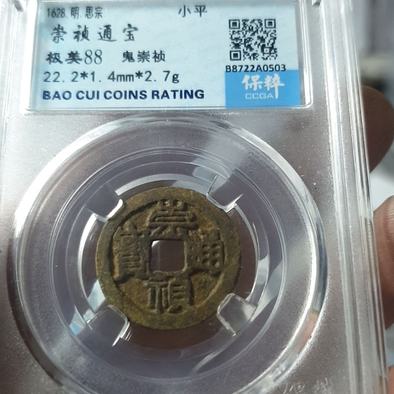 1628 明 思宗 小平
崇祯通宝
极美88 鬼崇祯
22.2*1.4mm*2.7g
BAO CUI COINS RATING
B8722A0503
保粹
CCGA
崇禎通寳